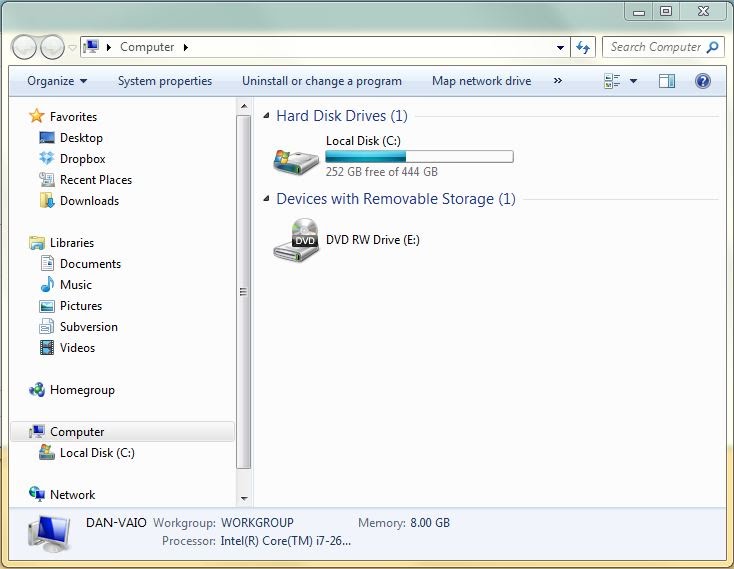 Computer
Search Computer
Organize System properties Uninstall or change a program Map network drive »
Favorites
Desktop
Dropbox
Recent Places
Downloads
Libraries
Documents
Music
Pictures
Subversion
Videos
Homegroup
Computer
Local Disk (C:)
Network
Hard Disk Drives (1)
Local Disk (C:)
252 GB free of 444 GB
Devices with Removable Storage (1)
DVD
DVD RW Drive (E:)
DAN-VAIO Workgroup: WORKGROUP Memory: 8.00 GB
Processor: Intel(R) Core(TM) i7-26...